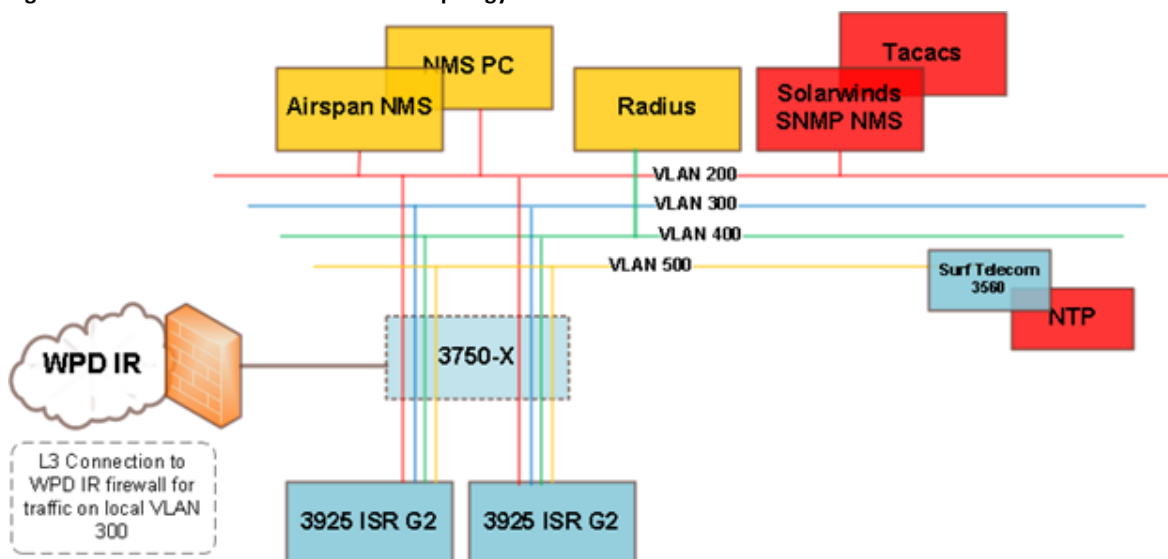 NMS PC
Airspan NMS
Radius
Tacacs
Solarwinds
SNMP NMS
VLAN 200
VLAN 300
VLAN 400
VLAN 500
Surf Telecom
3560
NTP
3750-X
WPD IR
L3 Connection to
WPD IR firewall for
traffic on local VLAN
300
3925 ISR G2
3925 ISR G2